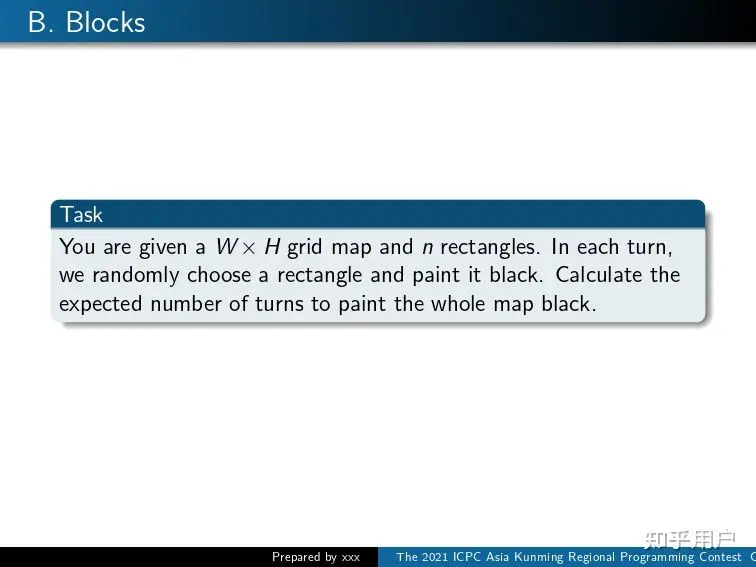 B. Blocks
Task
You are given a W × H grid map and n rectangles. In each turn,
we randomly choose a rectangle and paint it black. Calculate the
expected number of turns to paint the whole map black.
知乎用户
Prepared by xxx
The 2021 ICPC Asia Kunming Regional Programming Contest